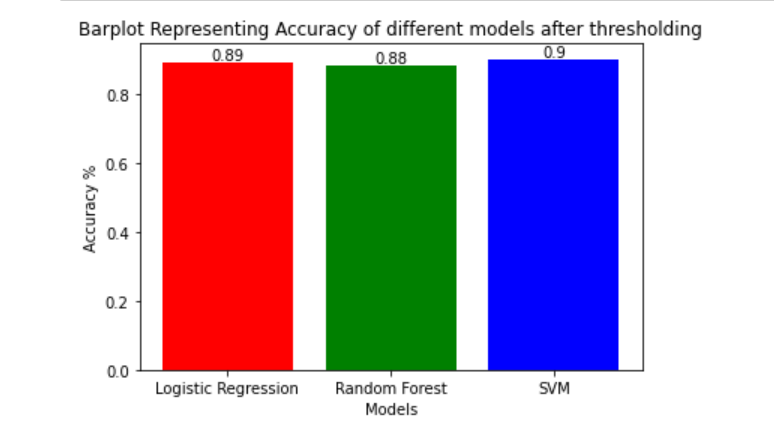 Barplot Representing Accuracy of different models after thresholding
0.89
0.88
0.9
Accuracy %
0.8
0.6
0.4
0.2
0.0
Logistic Regression
Random Forest
SVM
Models